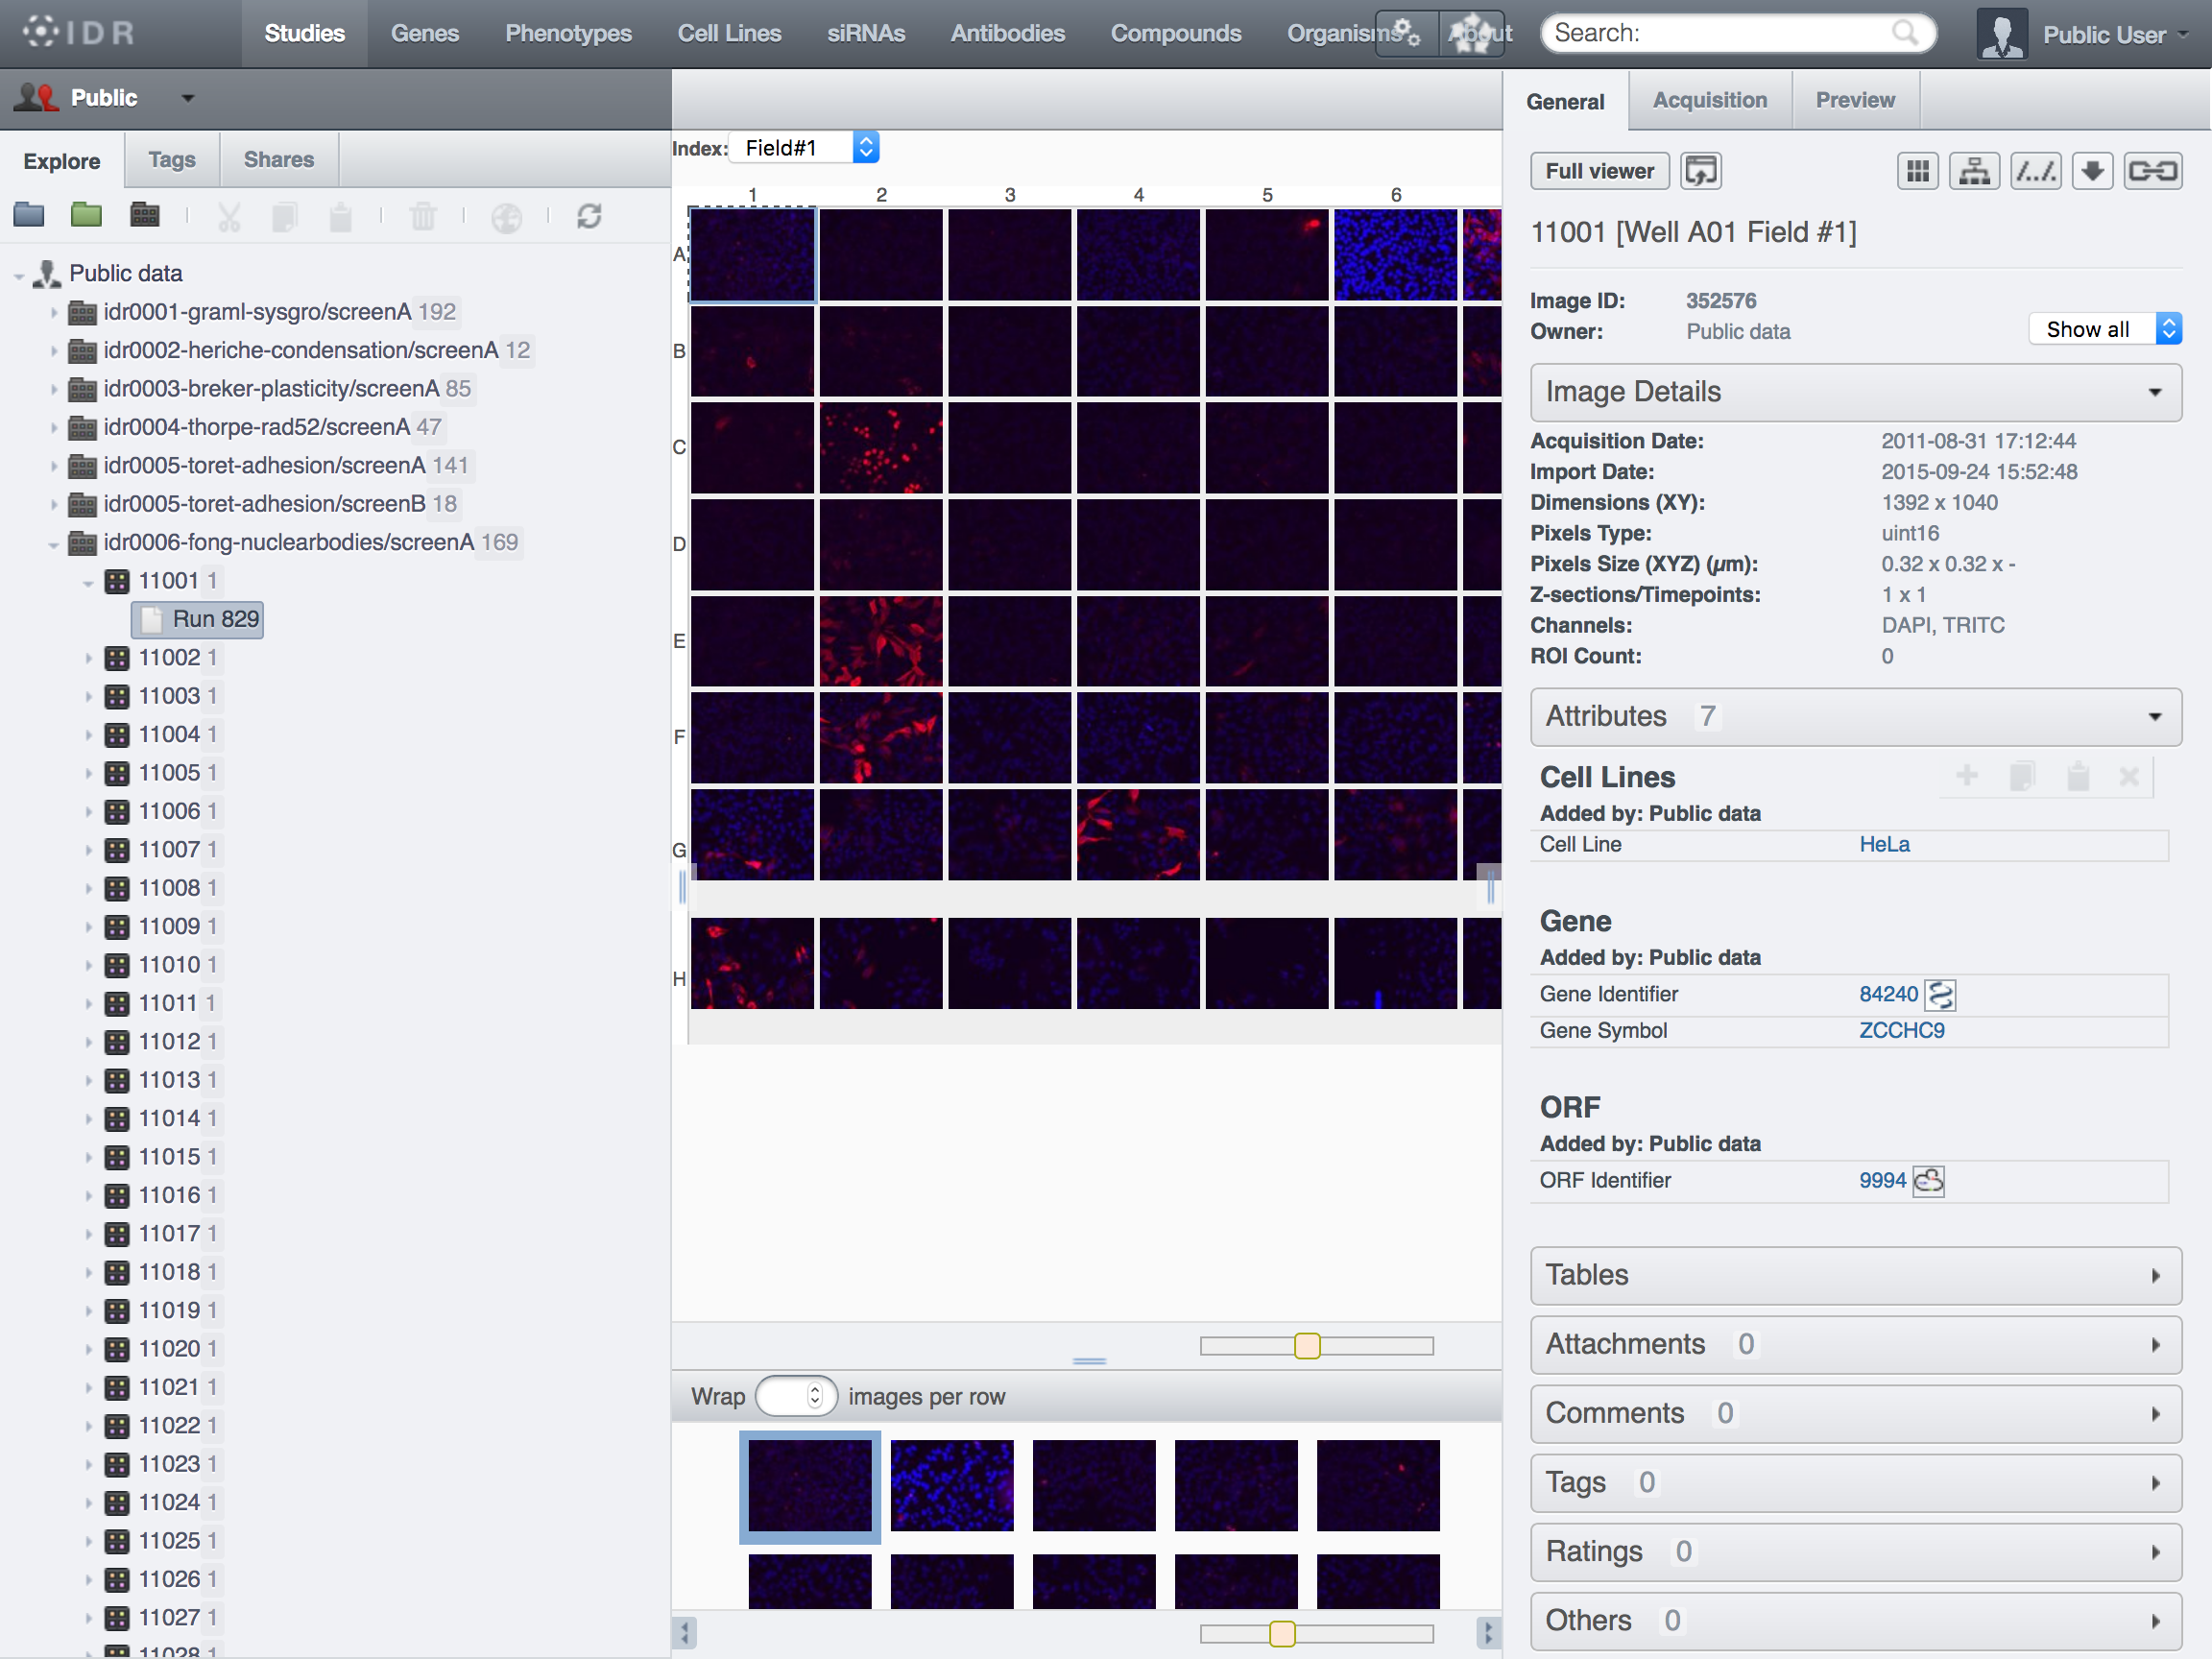 IDR
Studies Genes Phenotypes Cell Lines siRNAs Antibodies Compounds Organisms About Search: Public User
Public
Explore Tags Shares
Public data
idr0001-graml-sysgro/screenA 192
idr0002-heriche-condensation/screenA 12
idr0003-breker-plasticity/screenA 85
idr0004-thorpe-rad52/screenA 47
idr0005-toret-adhesion/screenA 141
idr0005-toret-adhesion/screenB 18
idr0006-fong-nuclearbodies/screenA 169
11001 1
Run 829
11002 1
11003 1
11004 1
11005 1
11006 1
11007 1
11008 1
11009 1
11010 1
11011 1
11012 1
11013 1
11014 1
11015 1
11016 1
11017 1
11018 1
11019 1
11020 1
11021 1
11022 1
11023 1
11024 1
11025 1
11026 1
11027 1
11028 1
Index: Field#1
1 2 3 4 5 6
A
B
C
D
E
F
G
H
Wrap images per row
General Acquisition Preview
Full viewer
11001 [Well A01 Field #1]
Image ID: 352576
Owner: Public data
Show all
Image Details
Acquisition Date: 2011-08-31 17:12:44
Import Date: 2015-09-24 15:52:48
Dimensions (XY): 1392 x 1040
Pixels Type: uint16
Pixels Size (XYZ) (µm): 0.32 x 0.32 x -
Z-sections/Timepoints: 1 x 1
Channels: DAPI, TRITC
ROI Count: 0
Attributes 7
Cell Lines
Added by: Public data
Cell Line HeLa
Gene
Added by: Public data
Gene Identifier 84240
Gene Symbol ZCCHC9
ORF
Added by: Public data
ORF Identifier 9994
Tables
Attachments 0
Comments 0
Tags 0
Ratings 0
Others 0